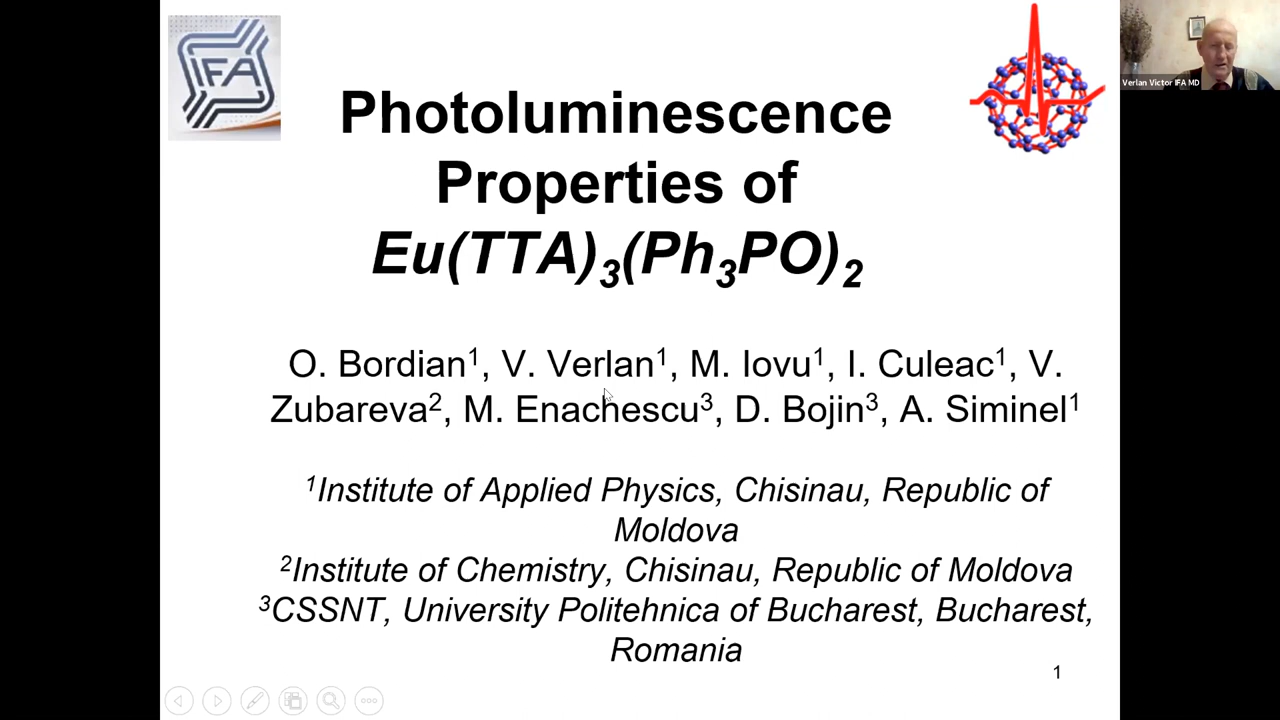 IFA
Verlan Victor IFA MD
Photoluminescence
Properties of
Eu(TTA)₃(Ph₃PO)₂
O. Bordian¹, V. Verlan¹, M. Iovu¹, I. Culeac¹, V.
Zubareva², M. Enachescu³, D. Bojin³, A. Siminel¹
¹Institute of Applied Physics, Chisinau, Republic of
Moldova
²Institute of Chemistry, Chisinau, Republic of Moldova
³CSSNT, University Politehnica of Bucharest, Bucharest,
Romania
1